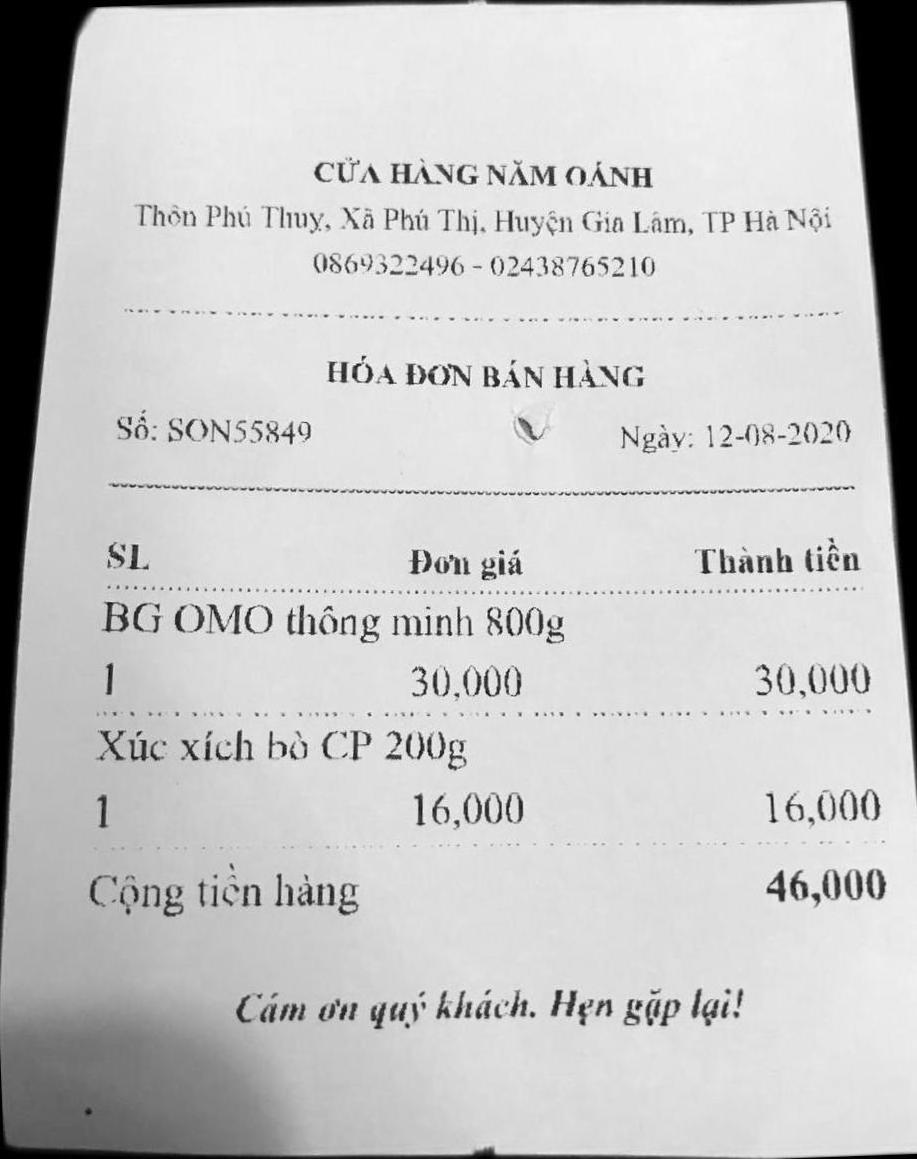 CỬA HÀNG NĂM OÁNH
Thôn Phú Thuỵ, Xã Phú Thị, Huyện Gia Lâm, TP Hà Nội
0869322496 - 02438765210
HÓA ĐƠN BÁN HÀNG
Số: SON55849 Ngày: 12-08-2020
SL Đơn giá Thành tiền
BG OMO thông minh 800g
1 30,000 30,000
Xúc xích bò CP 200g
1 16,000 16,000
Cộng tiền hàng 46,000
Cám ơn quý khách. Hẹn gặp lại!